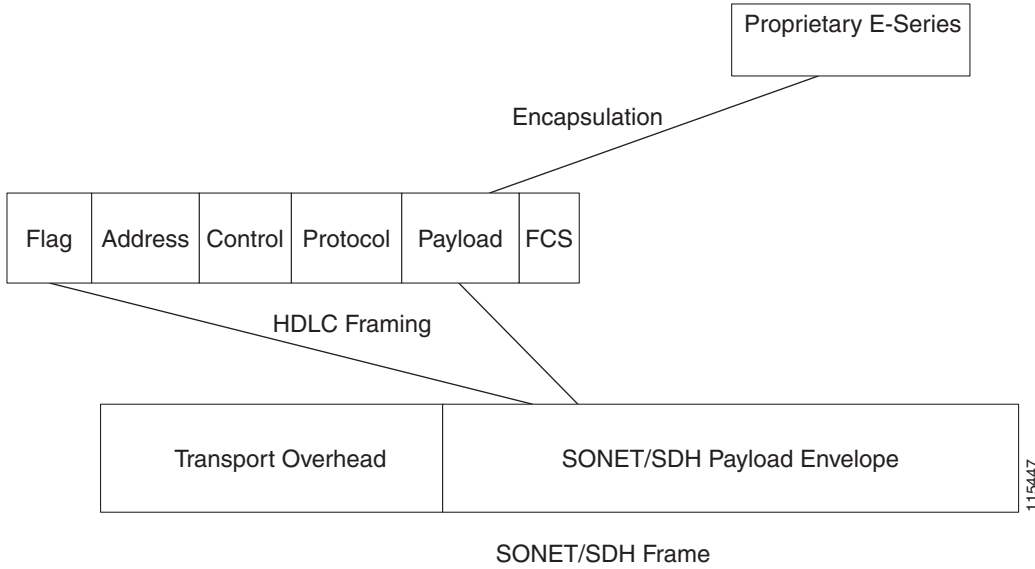 Proprietary E-Series
Encapsulation
Flag Address Control Protocol Payload FCS
HDLC Framing
Transport Overhead SONET/SDH Payload Envelope
115447
SONET/SDH Frame